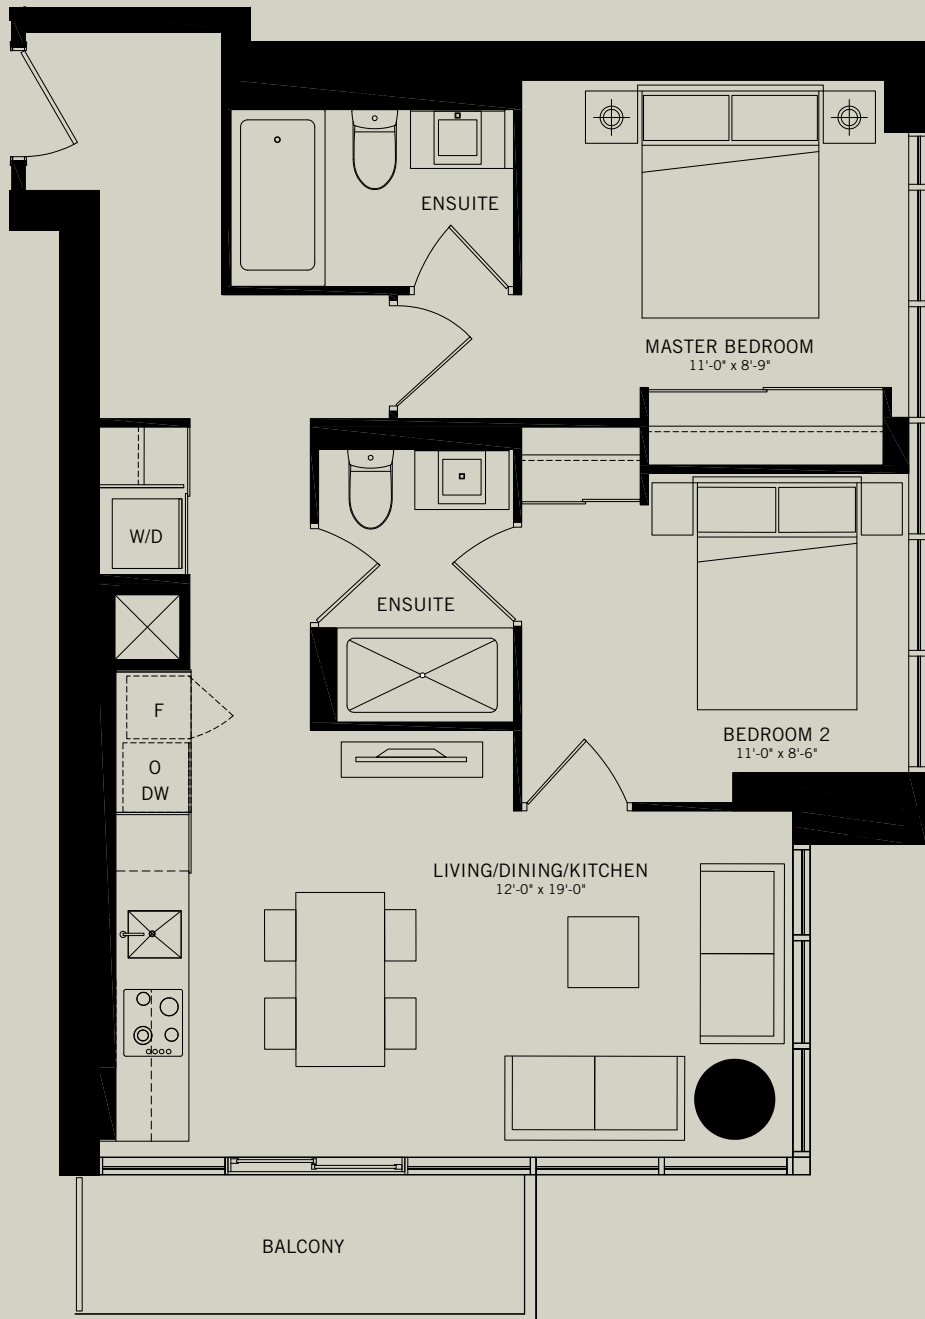 ENSUITE
MASTER BEDROOM
11'-0" x 8'-9"
W/D
ENSUITE
F
O
DW
BEDROOM 2
11'-0" x 8'-6"
LIVING/DINING/KITCHEN
12'-0" x 19'-0"
BALCONY